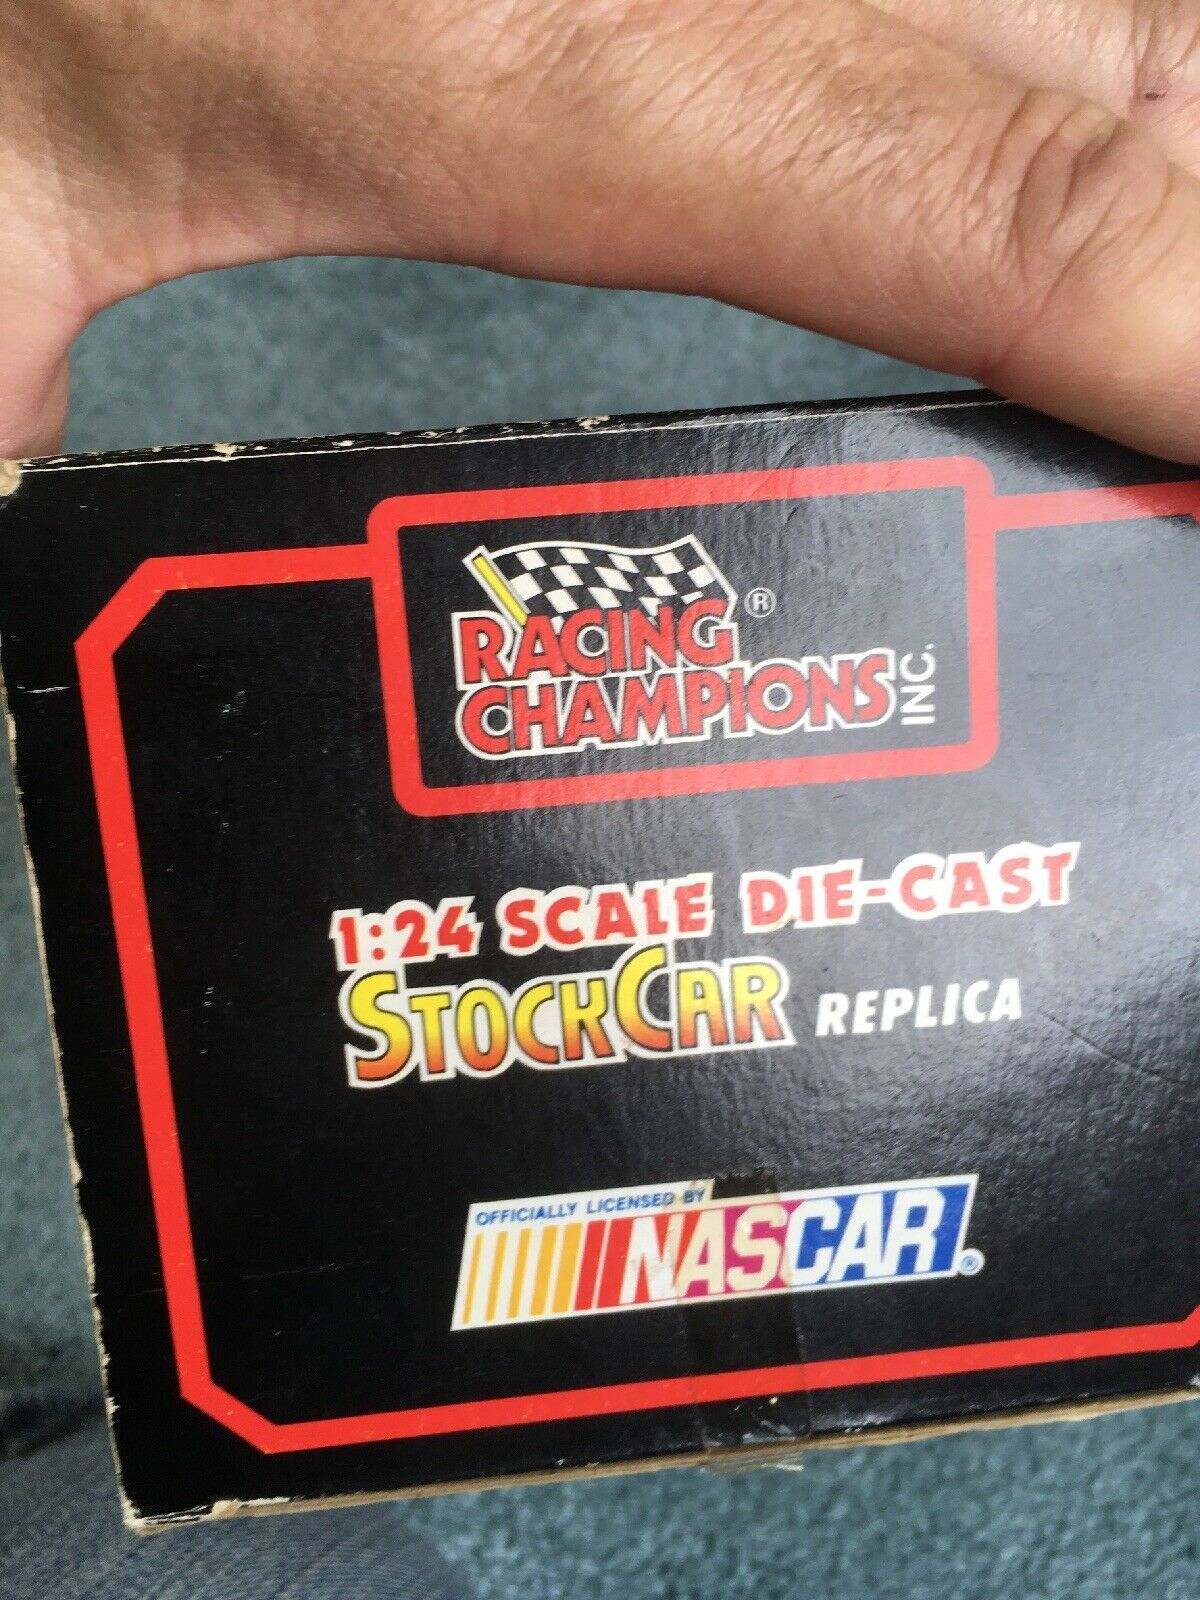 RACING ®
CHAMPIONS INC.
1:24 SCALE DIE-CAST
STOCKCAR REPLICA
OFFICIALLY LICENSED BY
NASCAR®